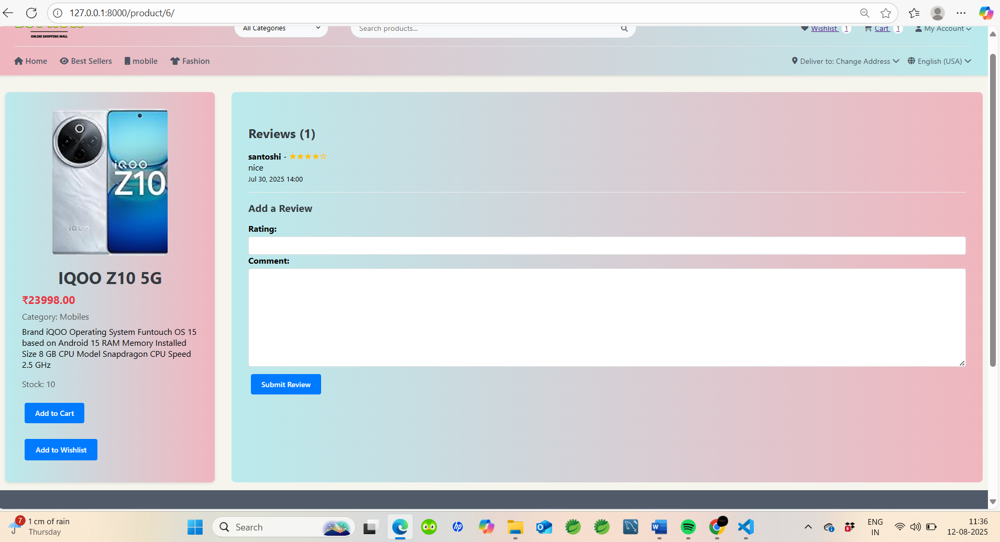 127.0.0.1:8000/product/6/
ONLINE SHOPPING MALL
All Categories
Search products...
Wishlist 1
Cart 1
My Account
Home
Best Sellers
mobile
Fashion
Deliver to: Change Address
English (USA)
iQOO
Z10
iQOO
IQOO Z10 5G
₹23998.00
Category: Mobiles
Brand iQOO Operating System Funtouch OS 15
based on Android 15 RAM Memory Installed
Size 8 GB CPU Model Snapdragon CPU Speed
2.5 GHz
Stock: 10
Add to Cart
Add to Wishlist
Reviews (1)
santoshi - ★★★★☆
nice
Jul 30, 2025 14:00
Add a Review
Rating:
Comment:
Submit Review
7
1 cm of rain
Thursday
Search
hp
W
ENG
IN
11:36
12-08-2025